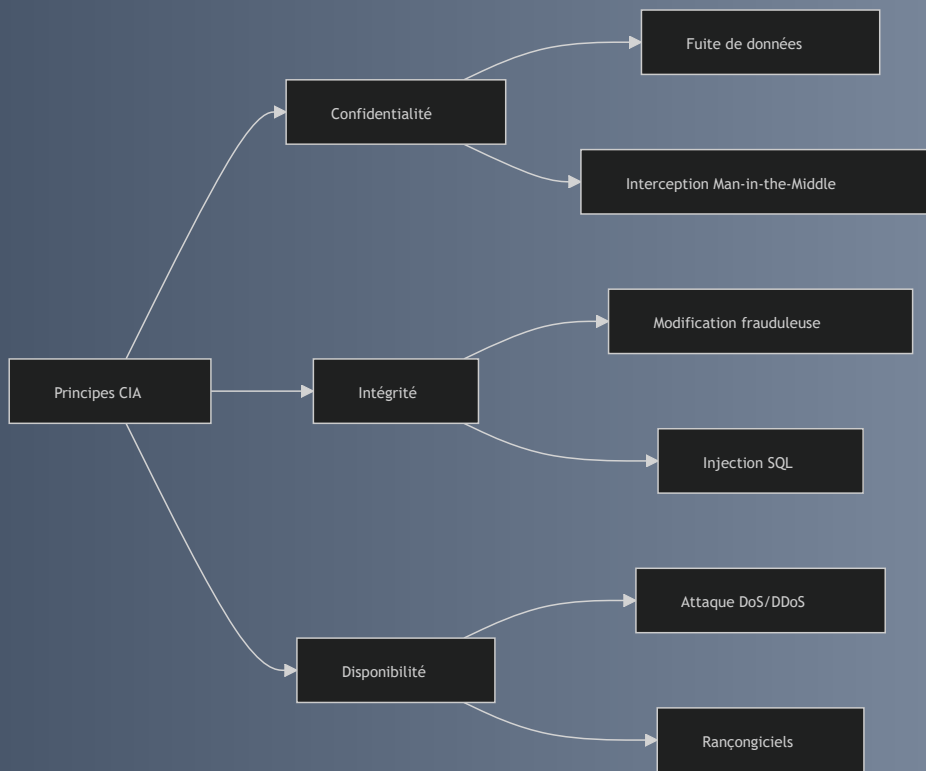 Principes CIA
Confidentialité
Fuite de données
Interception Man-in-the-Middle
Intégrité
Modification frauduleuse
Injection SQL
Disponibilité
Attaque DoS/DDoS
Rançongiciels